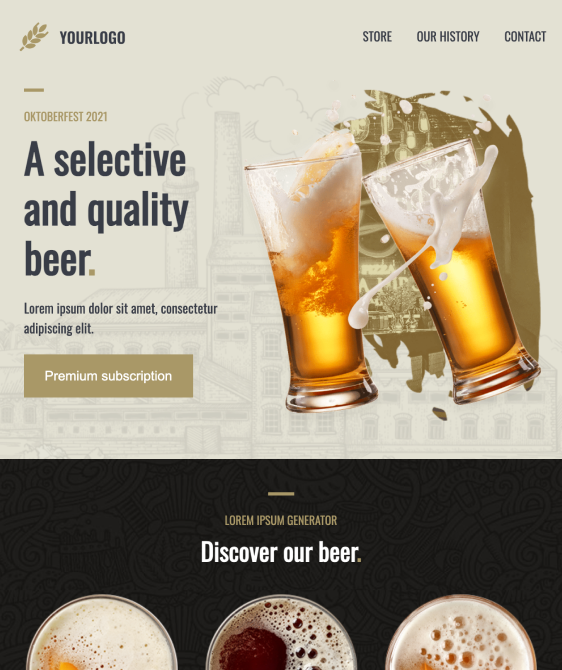 YOURLOGO
STORE OUR HISTORY CONTACT
OKTOBERFEST 2021
A selective
and quality
beer.
Lorem ipsum dolor sit amet, consectetur
adipiscing elit.
Premium subscription
LOREM IPSUM GENERATOR
Discover our beer.